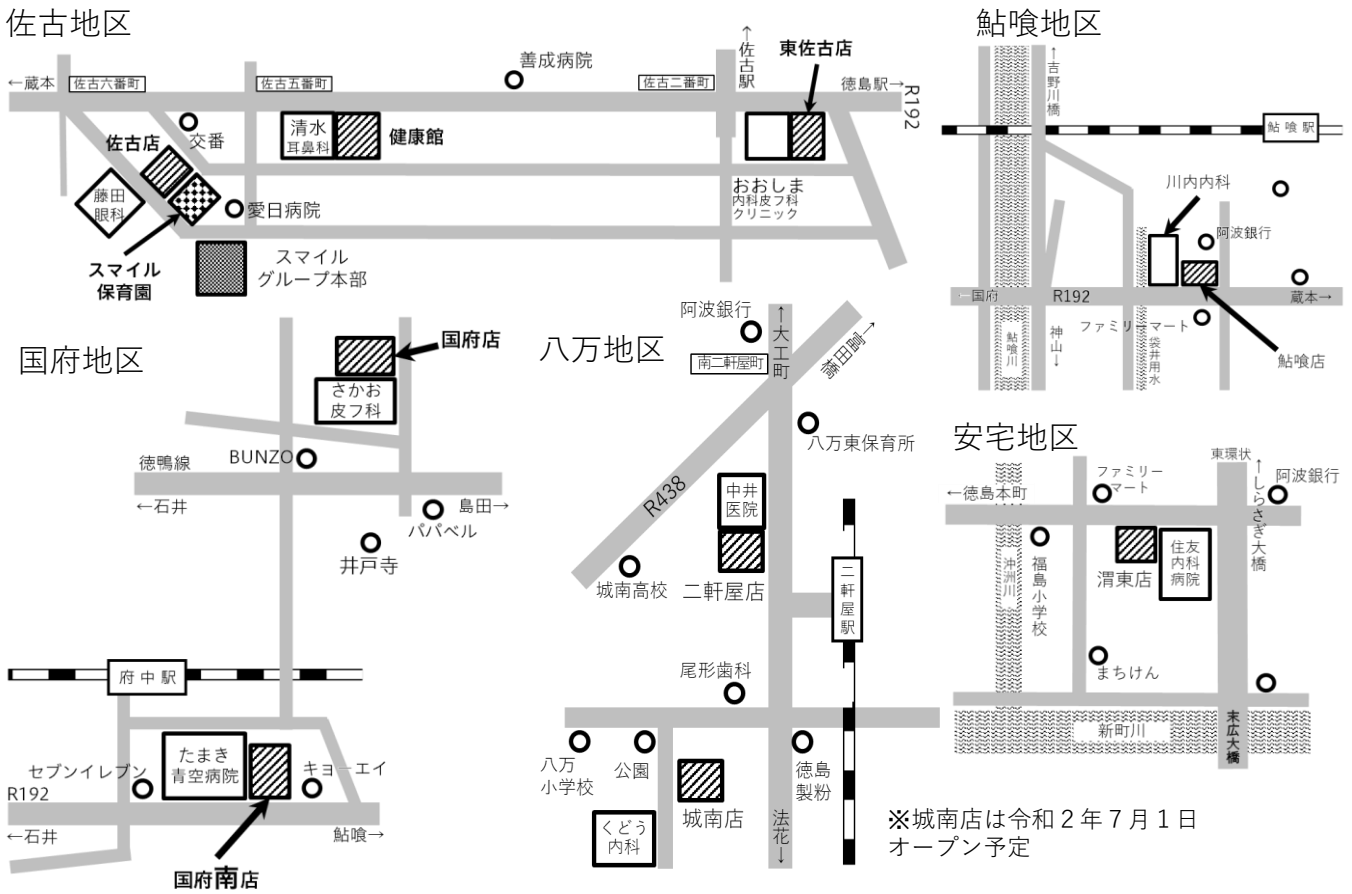 佐古地区
←蔵本
佐古六番町
佐古五番町
善成病院
佐古二番町
↑佐古駅
東佐古店
徳島駅→
R192
佐古店
交番
清水
耳鼻科
健康館
藤田
眼科
愛日病院
おおしま
内科皮フ科
クリニック
スマイル
保育園
スマイル
グループ本部
鮎喰地区
↑吉野川橋
鮎喰駅
川内内科
阿波銀行
←国府
R192
蔵本→
鮎喰川
神山→
ファミリーマート
袋井用水
鮎喰店
国府地区
国府店
さかお
皮フ科
BUNZO
徳鴨線
←石井
島田→
パパベル
井戸寺
府中駅
たまき
青空病院
セブンイレブン
キョーエイ
R192
←石井
鮎喰→
国府南店
八万地区
阿波銀行
↑大工町
→富田橋
南二軒屋町
八万東保育所
R438
中井
医院
城南高校
二軒屋店
二軒屋駅
尾形歯科
八万
小学校
公園
徳島
製粉
城南店
くどう
内科
法花→
※城南店は令和2年7月1日
オープン予定
安宅地区
東環状
ファミリー
マート
↑しらさぎ大橋
阿波銀行
←徳島本町
沖洲川
福島小学校
渭東店
住友
内科
病院
まちけん
新町川
末広大橋